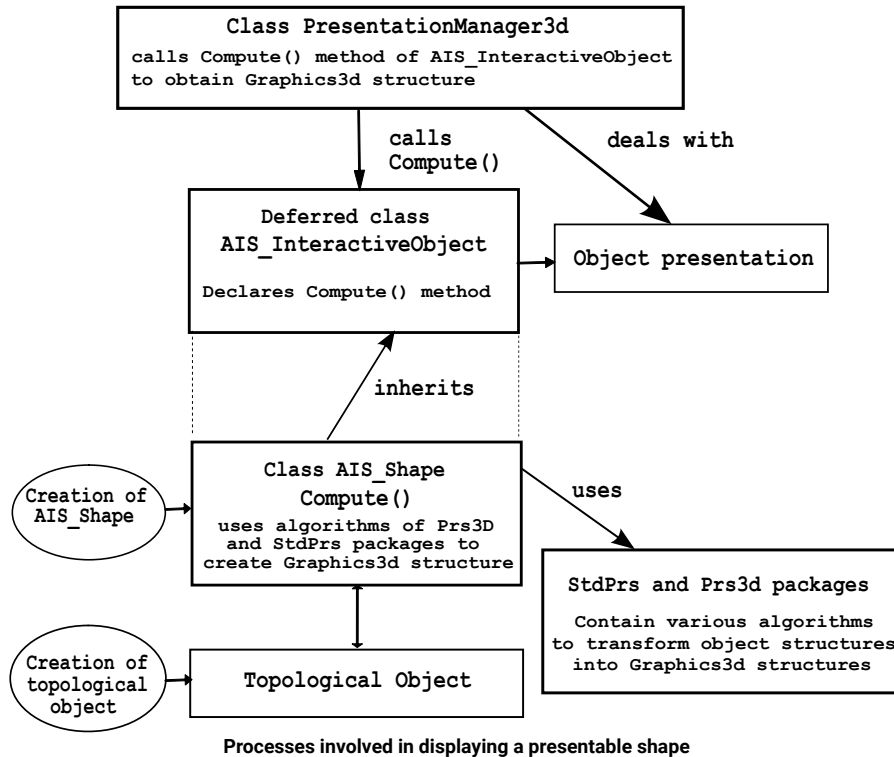 Class PresentationManager3d
calls Compute() method of AIS_InteractiveObject
to obtain Graphics3d structure
calls
Compute()
deals with
Deferred class
AIS_InteractiveObject
Declares Compute() method
Object presentation
inherits
Creation of
AIS_Shape
Class AIS_Shape
Compute()
uses algorithms of Prs3D
and StdPrs packages to
create Graphics3d structure
uses
StdPrs and Prs3d packages
Contain various algorithms
to transform object structures
into Graphics3d structures
Creation of
topological
object
Topological Object
Processes involved in displaying a presentable shape